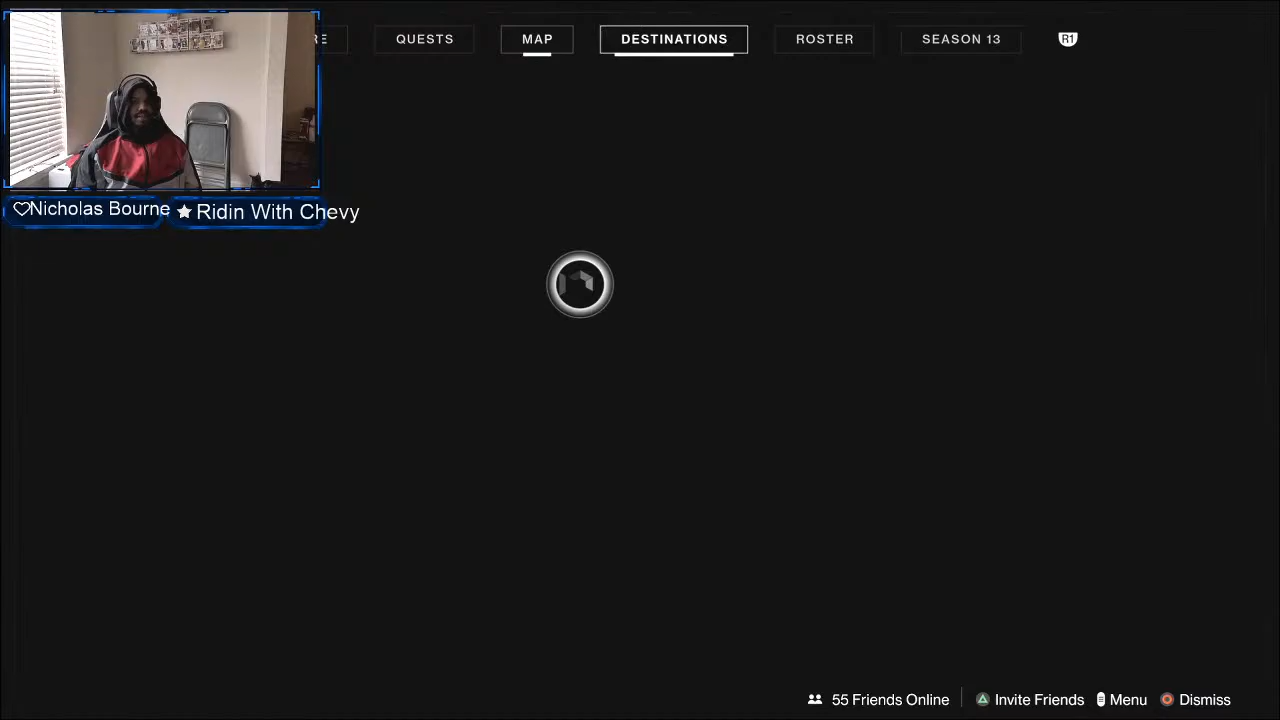 RE
QUESTS
MAP
DESTINATIONS
ROSTER
SEASON 13
R1
Nicholas Bourne
Ridin With Chevy
55 Friends Online
Invite Friends
Menu
Dismiss